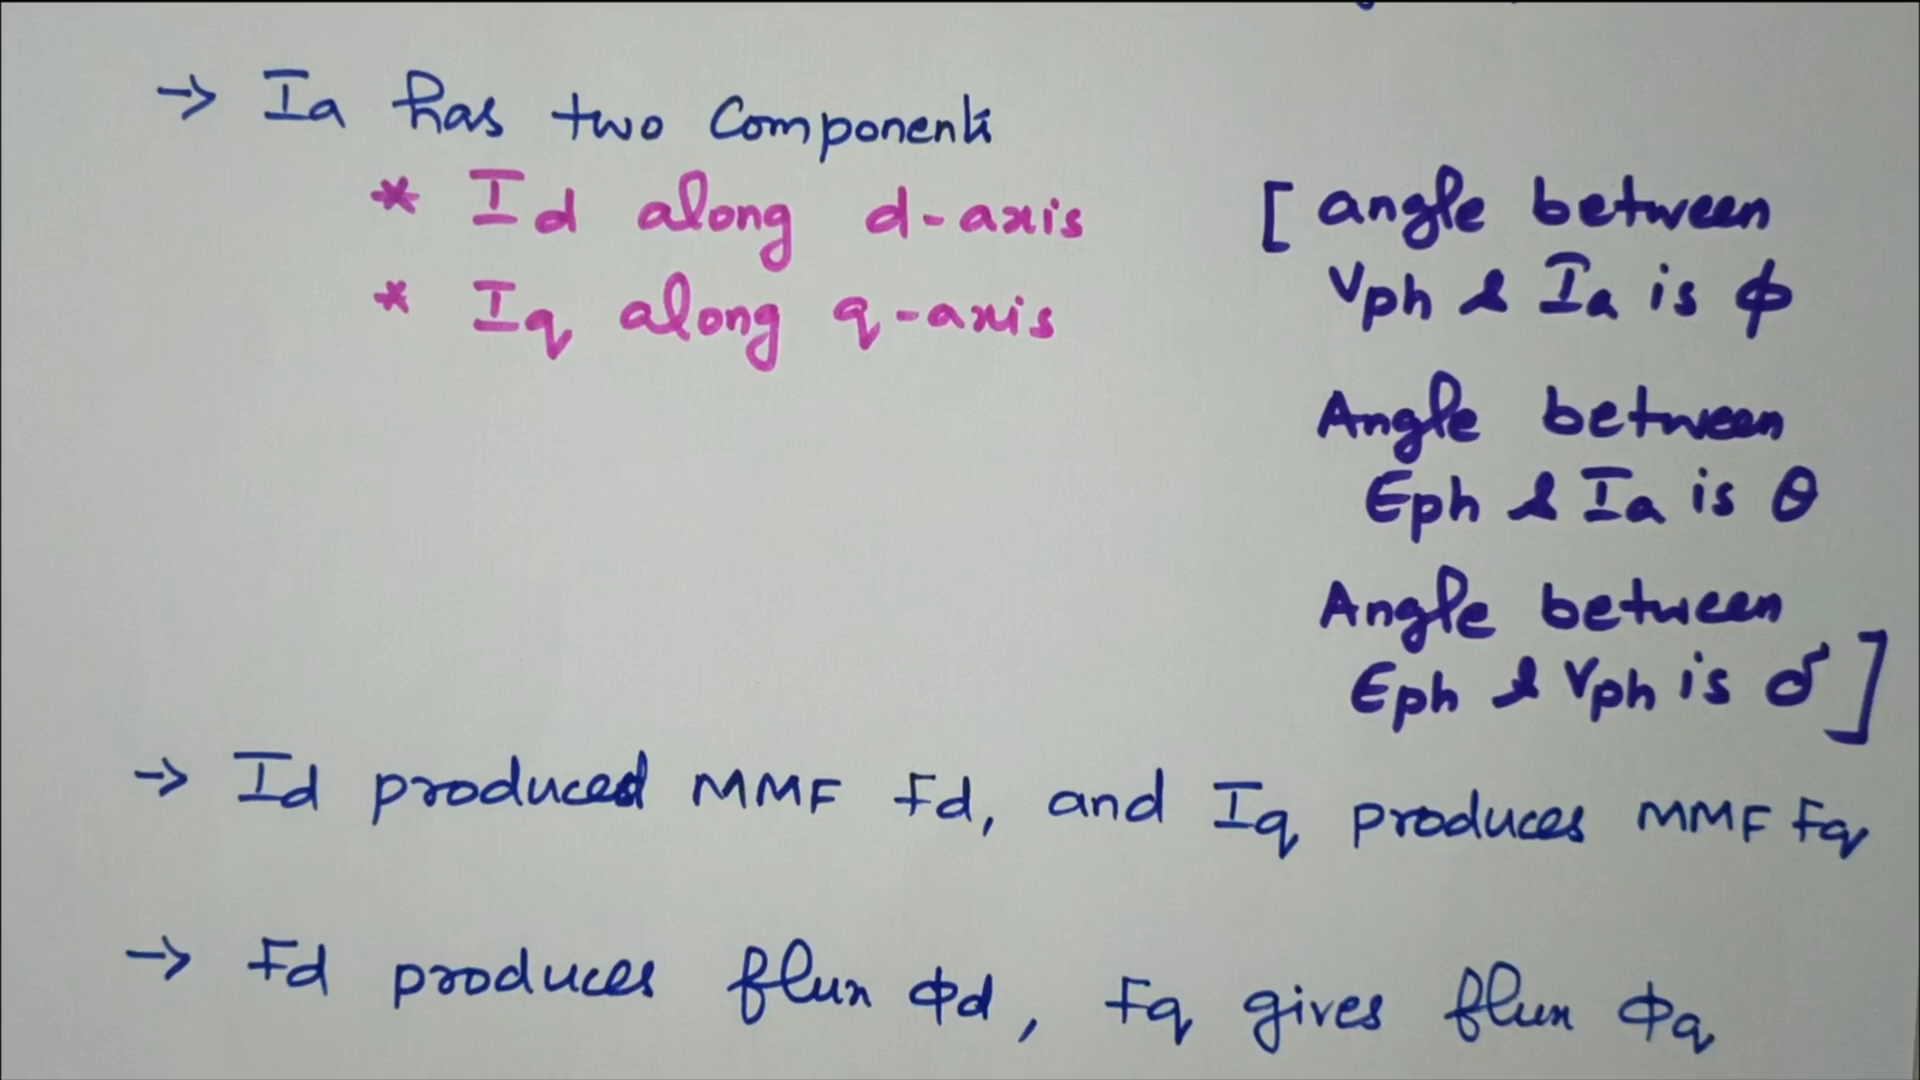 → Ia has two Components
* Id along d-axis
* Iq along q-axis
[ angle between
Vph & Ia is ϕ
Angle between
Eph & Ia is θ
Angle between
Eph & Vph is δ ]
→ Id produced MMF Fd, and Iq produces MMF Fq
→ Fd produces flux Φd, Fq gives flux Φq